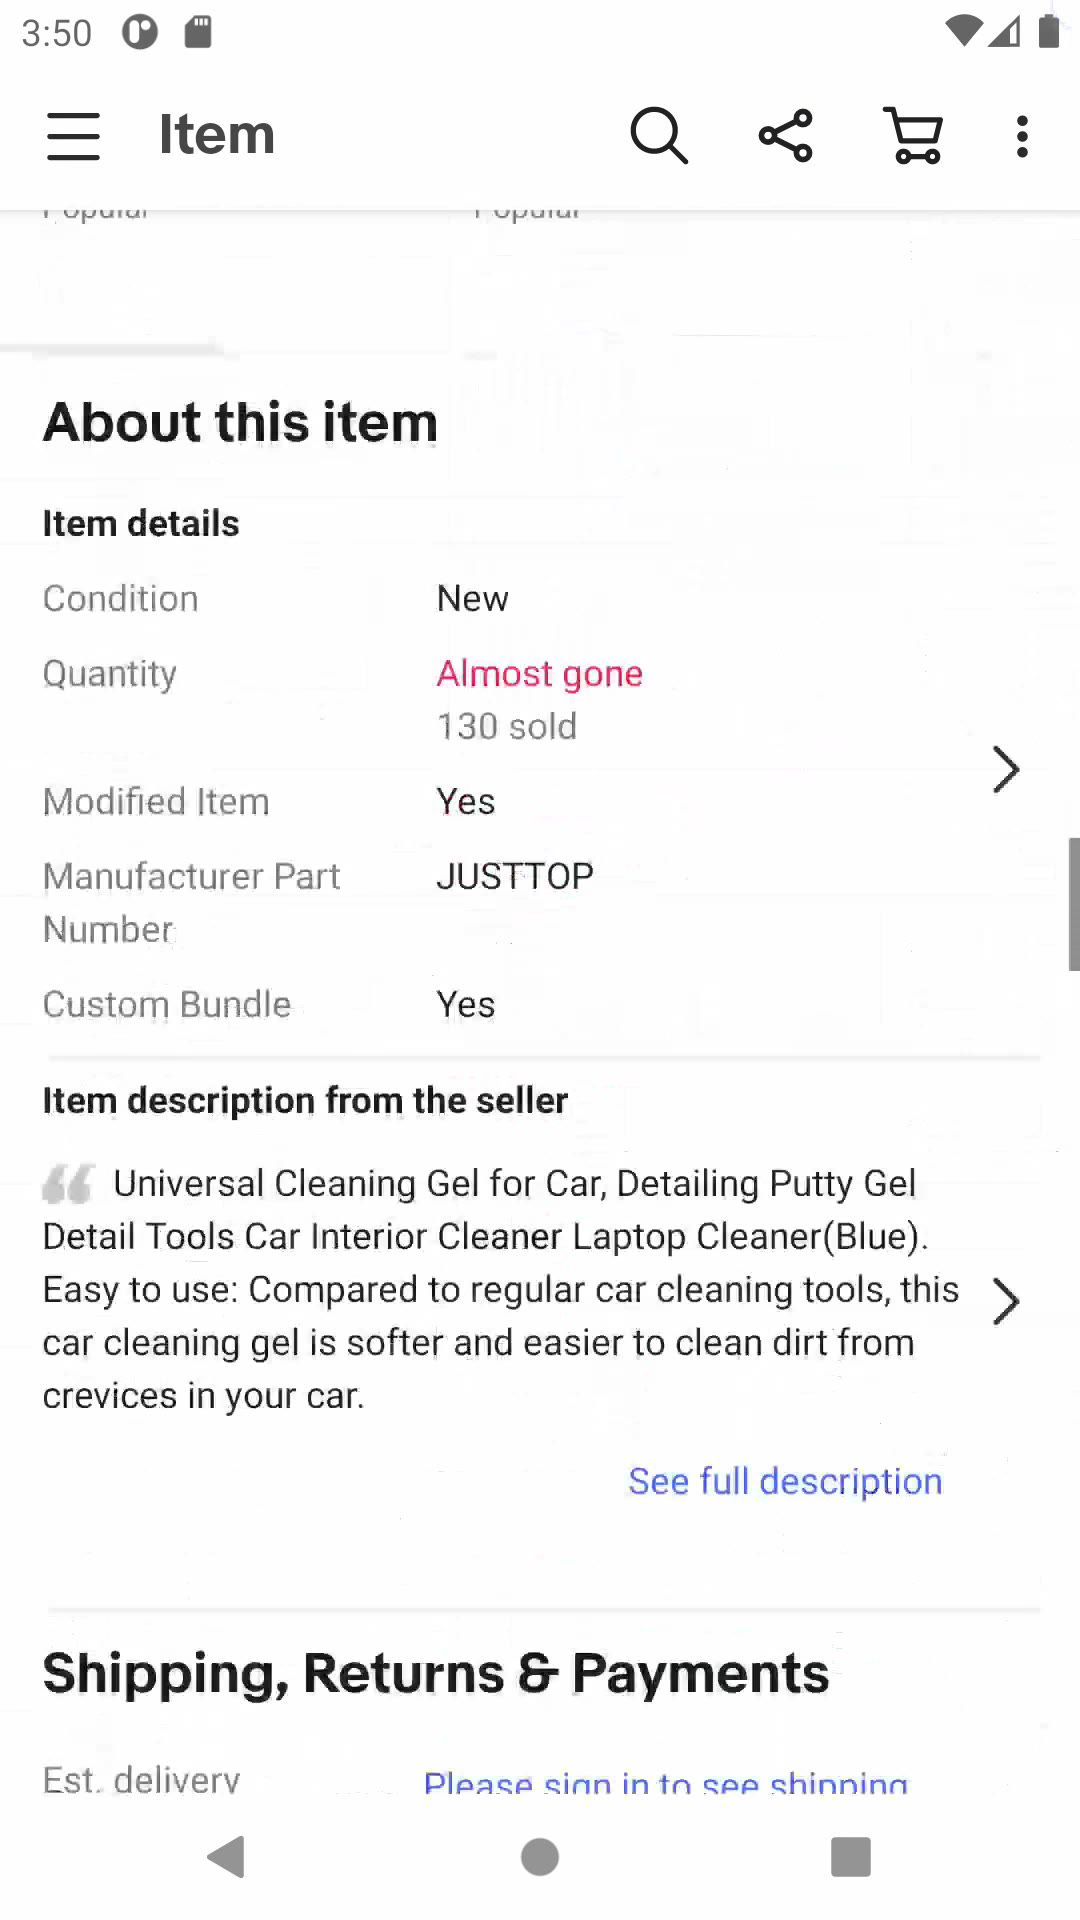 3:50
Item
Popular Popular
About this item
Item details
Condition New
Quantity Almost gone
130 sold
Modified Item Yes
Manufacturer Part JUSTTOP
Number
Custom Bundle Yes
Item description from the seller
Universal Cleaning Gel for Car, Detailing Putty Gel
Detail Tools Car Interior Cleaner Laptop Cleaner(Blue).
Easy to use: Compared to regular car cleaning tools, this
car cleaning gel is softer and easier to clean dirt from
crevices in your car.
See full description
Shipping, Returns & Payments
Est. delivery Please sign in to see shipping